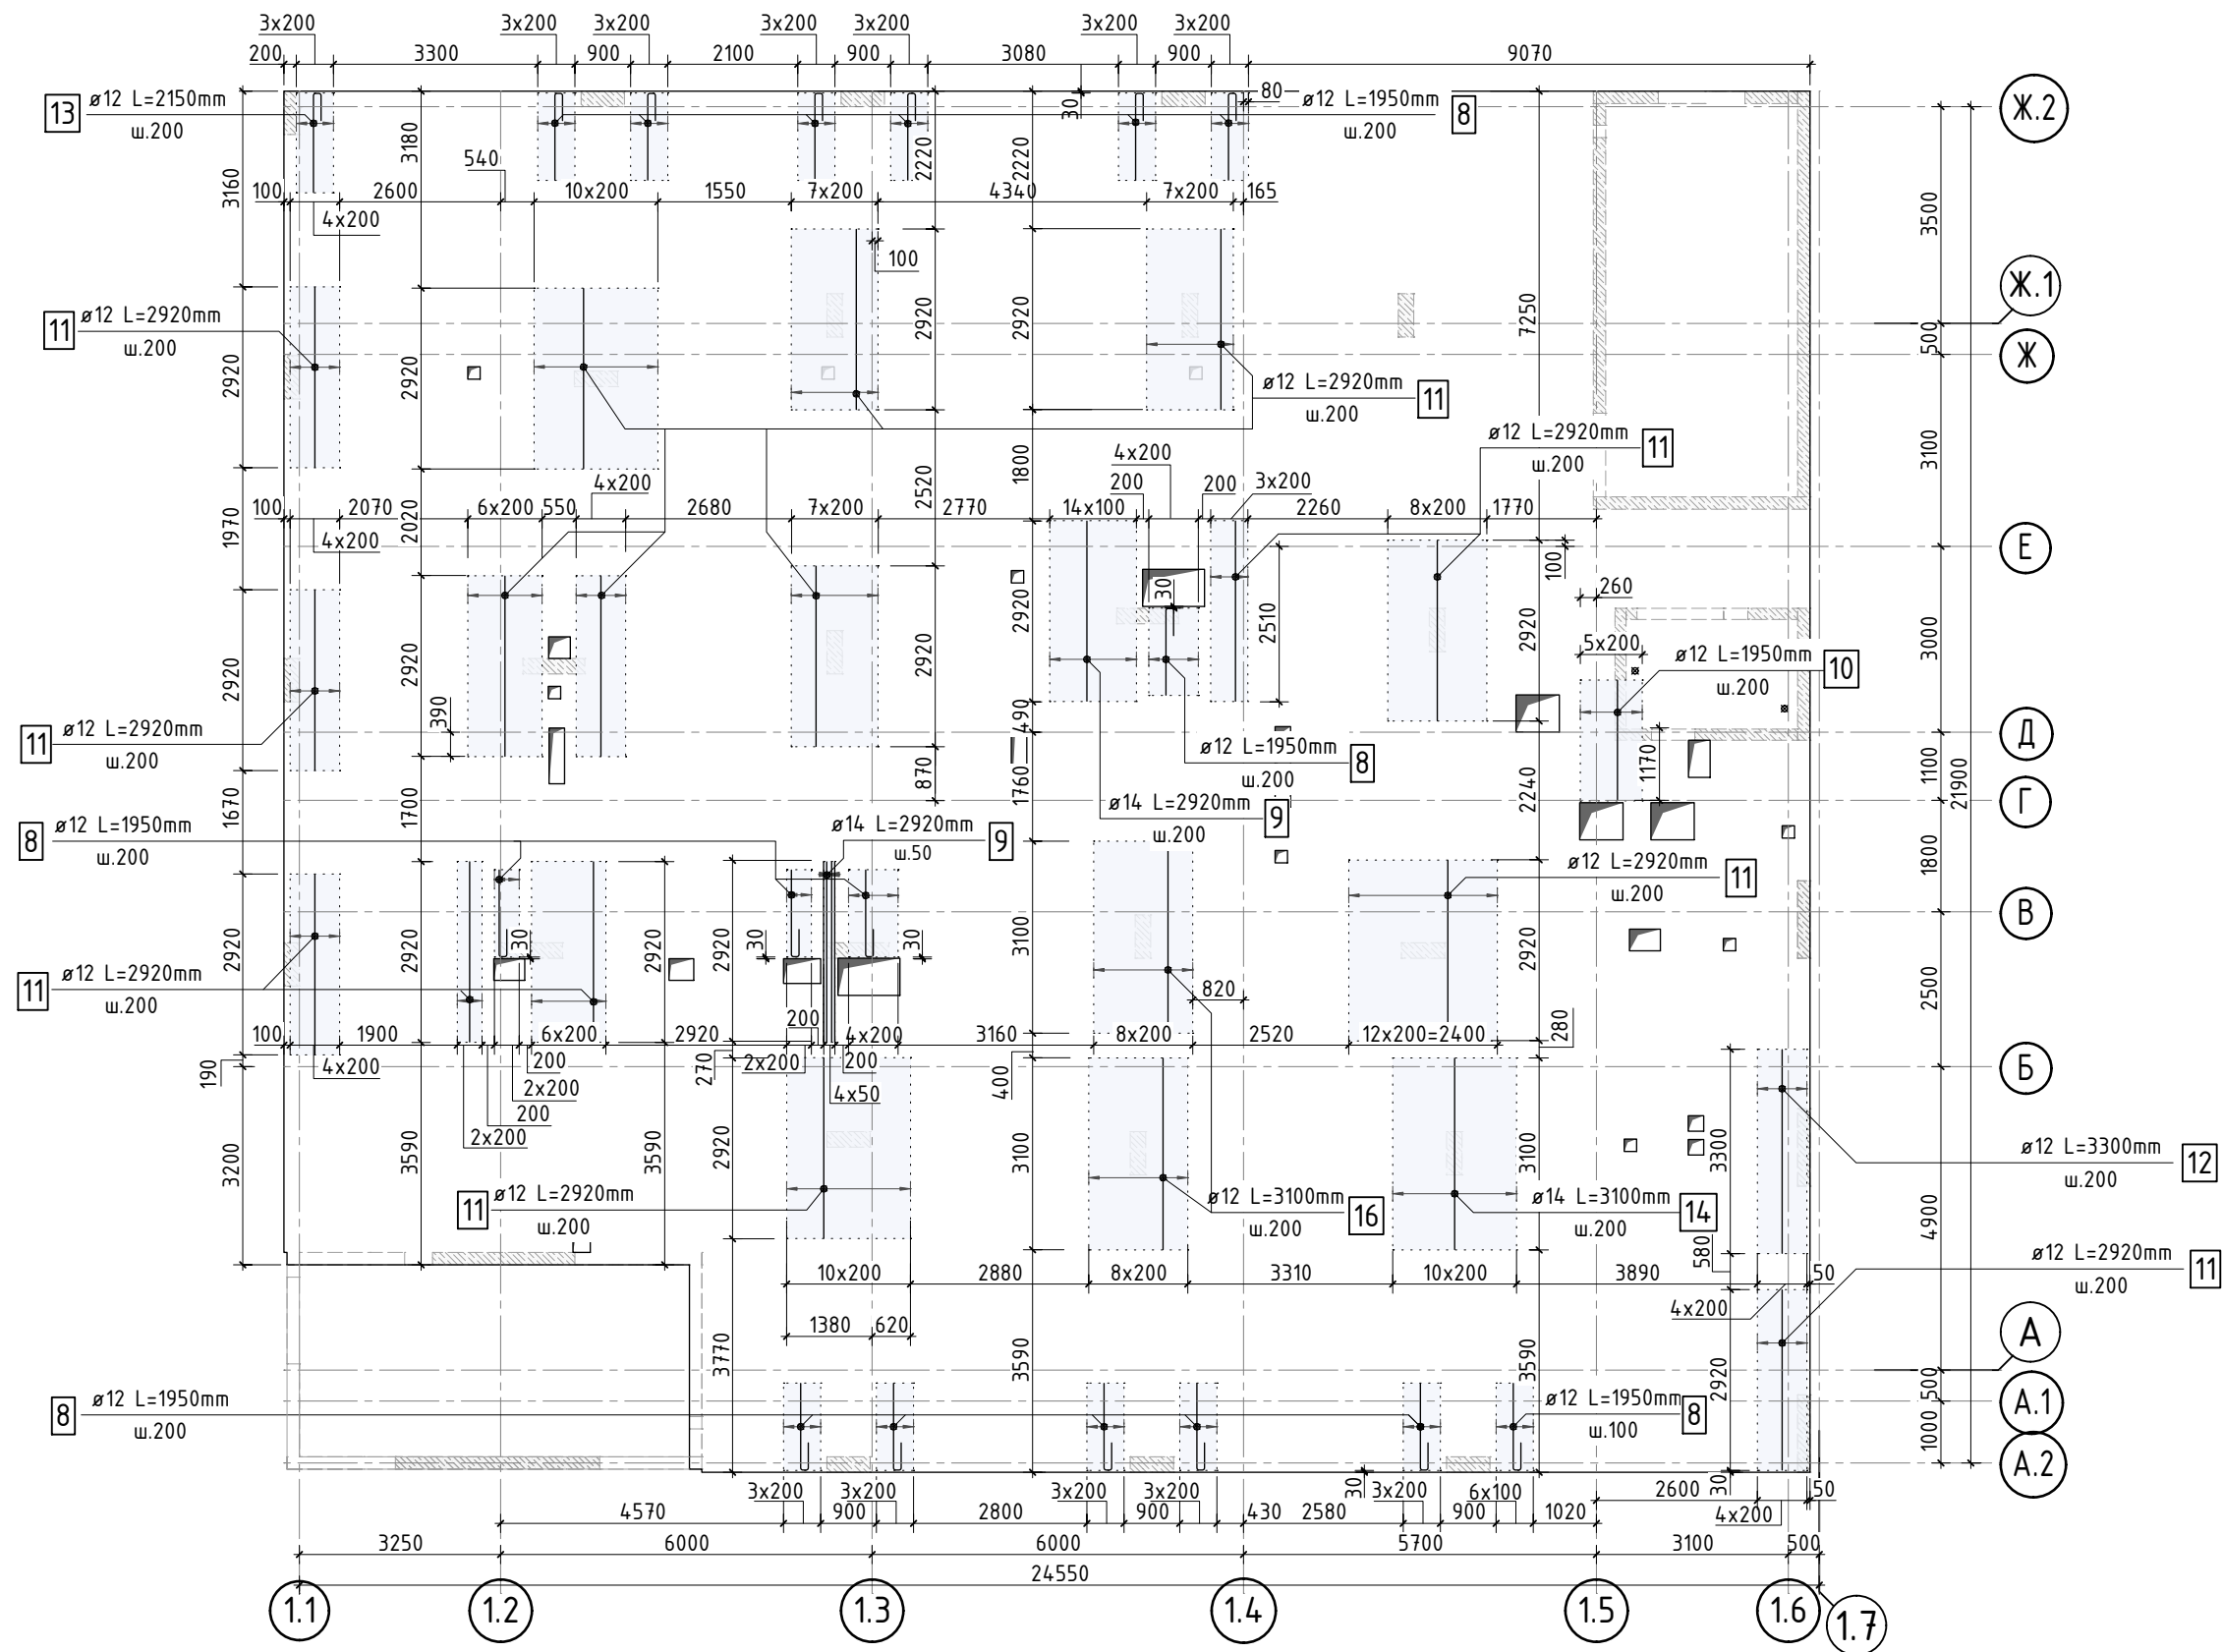 3x200 3x200 3x200 3x200 3x200 3x200 3x200
200 3300 900 2100 900 3080 900 9070
13 ø12 L=2150mm
ш.200
30 80
ø12 L=1950mm 8
ш.200
Ж.2
3160 3180 2220 2220
540
100 2600 10x200 1550 7x200 4340 7x200 165
4x200
3500
100
Ж.1
11 ø12 L=2920mm
ш.200
2920 2920 2920 2920 7250
500
Ж
ø12 L=2920mm 11
ш.200
ø12 L=2920mm 11
ш.200
3100
4x200
200 200 3x200
4x200
1970 2020 2520 1800
100 2070 6x200 550 2680 7x200 2770 14x100 2260 8x200 1770
4x200
Е
100
260
30
2920 2920 2920 2920 2510 2920
3000
5x200
ø12 L=1950mm 10
ш.200
390
490
11 ø12 L=2920mm
ш.200
ø12 L=1950mm 8
ш.200
Д
1170
1670 1700 870 1760 2240
1100
21900
ø14 L=2920mm 9
ш.200
Г
8 ø12 L=1950mm
ш.200
ø14 L=2920mm 9
ш.50
1800
ø12 L=2920mm 11
ш.200
В
2920 2920 30 2920 2920 30 30 3100 2920
11 ø12 L=2920mm
ш.200
820
2500
200
100 1900 6x200 2920 4x200 3160 8x200 2520 12x200=2400
280
190 4x200 200 270 2x200 200 400
2x200 4x50
200
2x200
Б
3200 3590 3590 2920 3100 3100 3300
ø12 L=3300mm 12
ш.200
11 ø12 L=2920mm
ш.200
ø12 L=3100mm 16
ш.200
ø14 L=3100mm 14
ш.200
4900
580
ø12 L=2920mm 11
ш.200
10x200 2880 8x200 3310 10x200 3890 50
4x200
1380 620
А
3770 3590 3590 2920
500
8 ø12 L=1950mm
ш.200
ø12 L=1950mm 8
ш.100
А.1
1000
30 30
А.2
3x200 3x200 3x200 3x200 3x200 6x100
2600 50
4x200
4570 900 2800 900 430 2580 900 1020
3250 6000 6000 5700 3100 500
24550
1.1 1.2 1.3 1.4 1.5 1.6 1.7